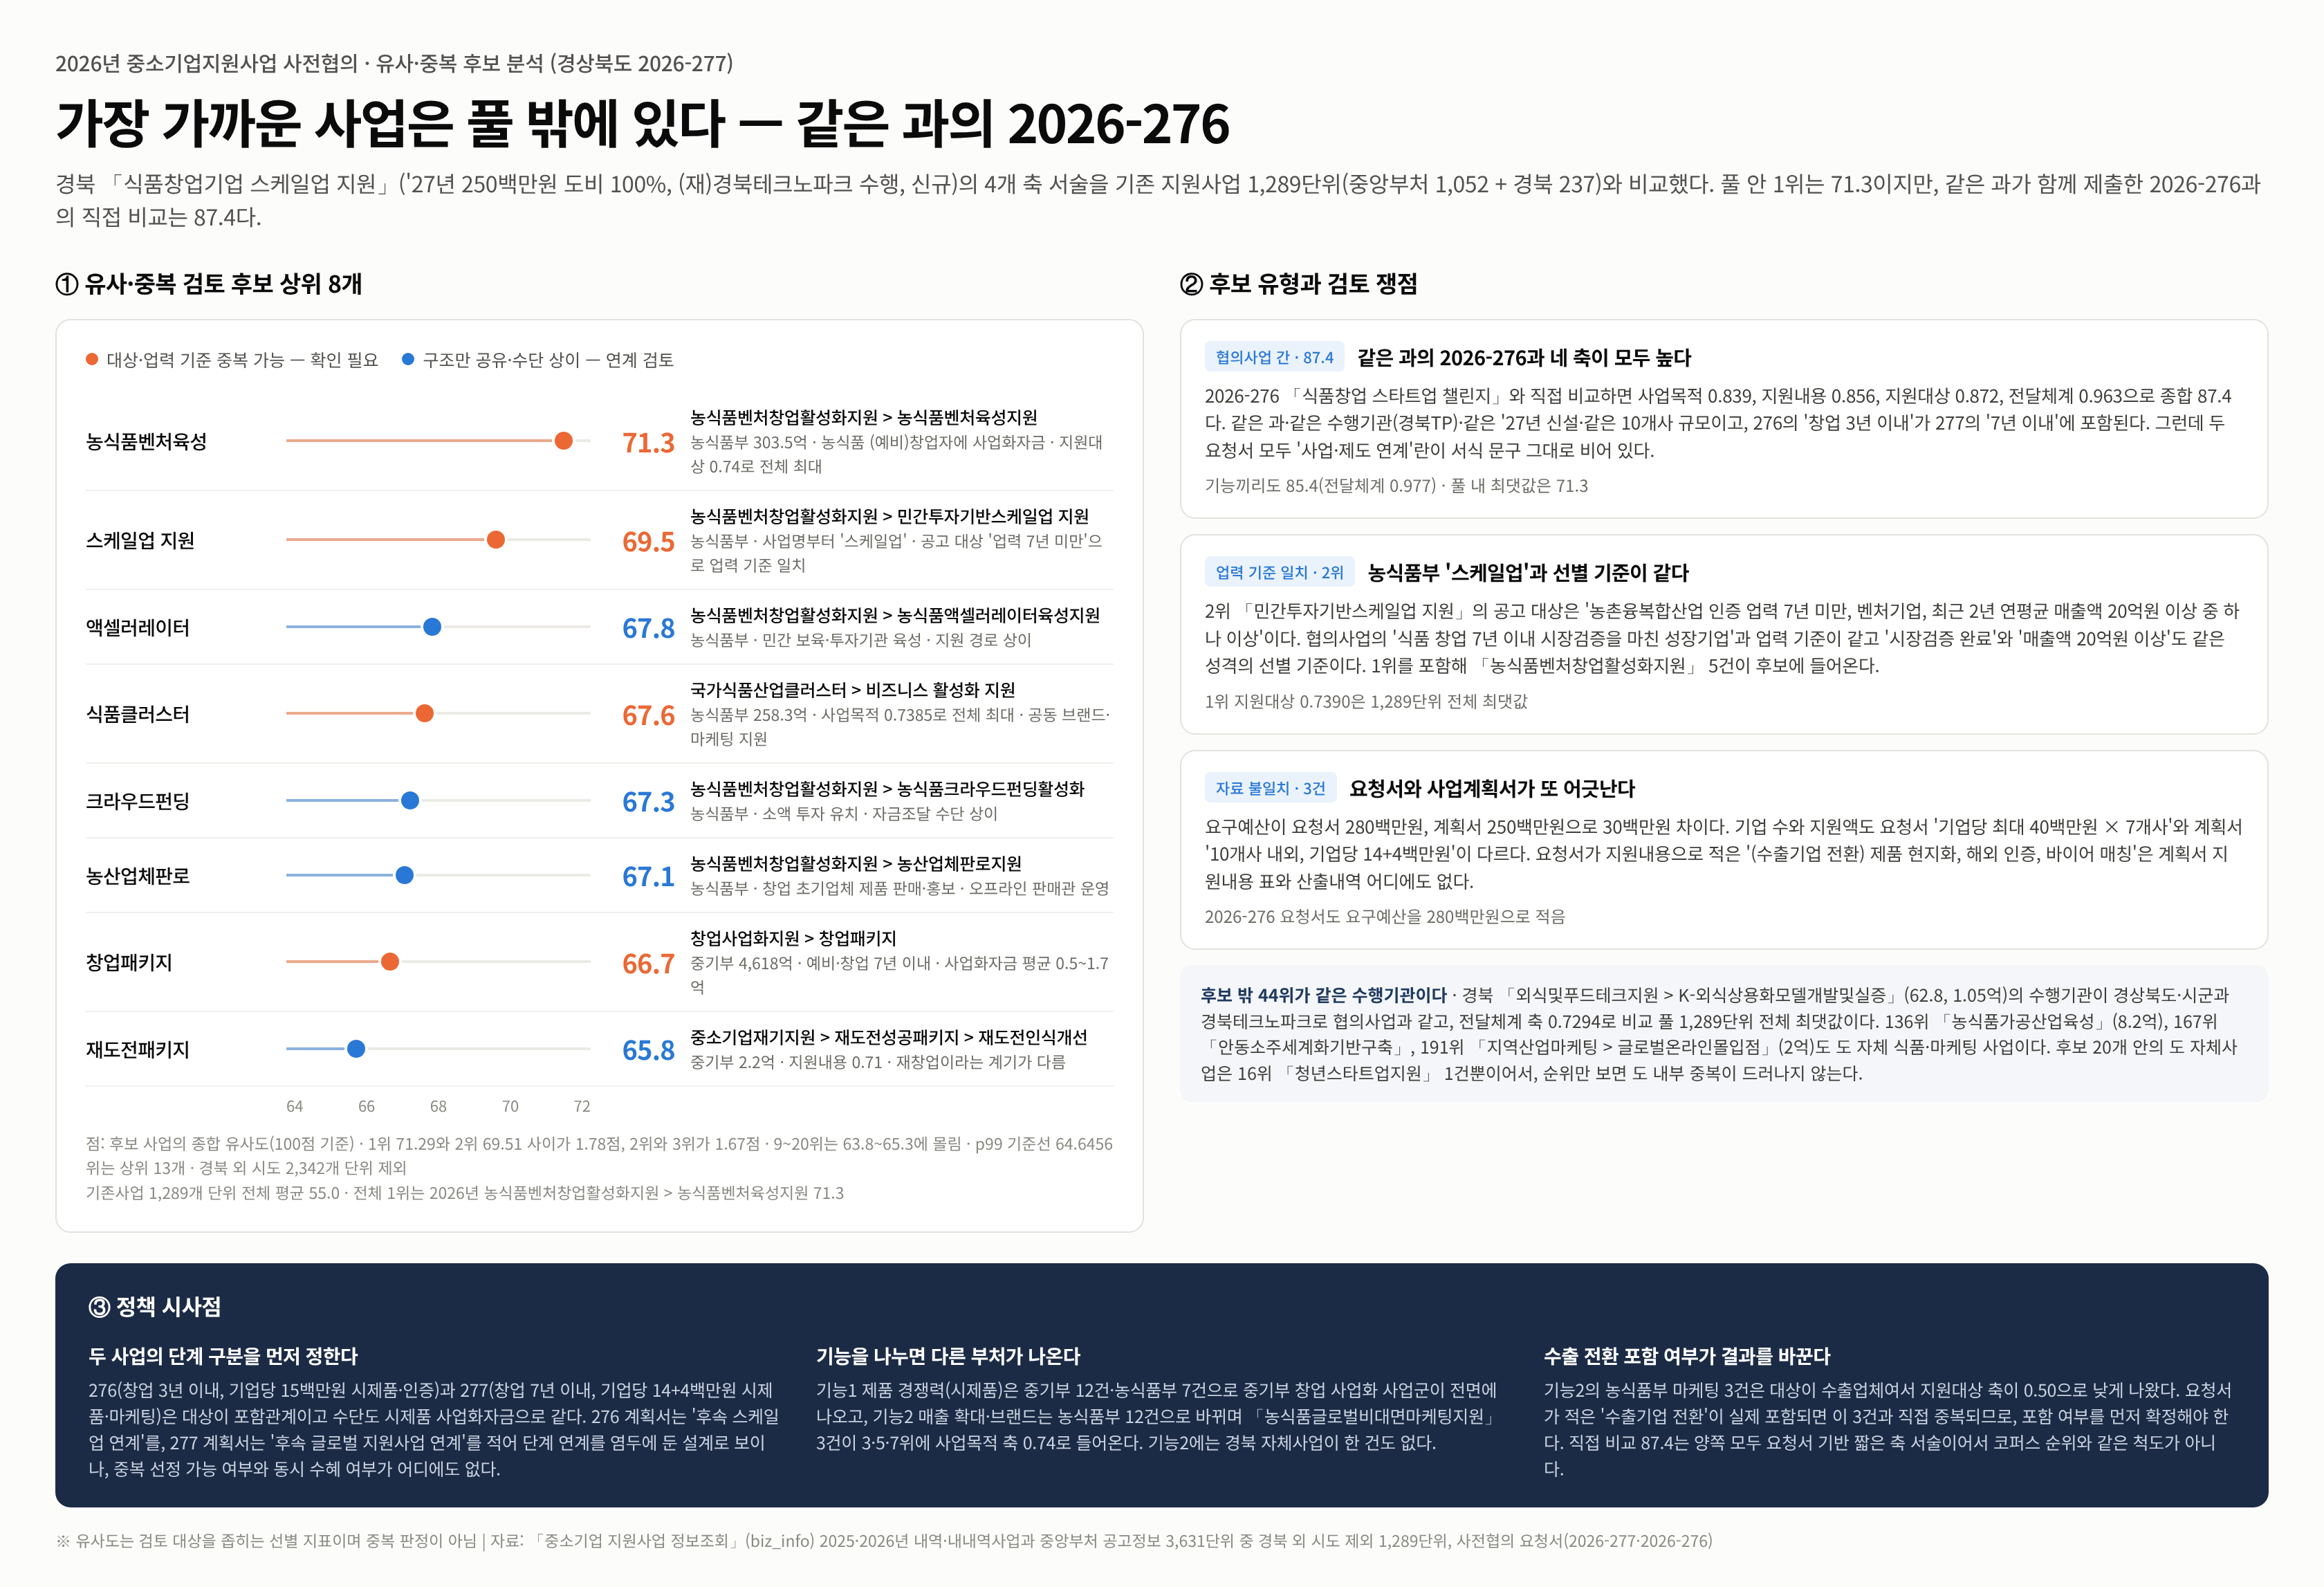 2026년 중소기업지원사업 사전협의 · 유사·중복 후보 분석 (경상북도 2026-277)
가장 가까운 사업은 풀 밖에 있다 — 같은 과의 2026-276
경북 「식품창업기업 스케일업 지원」('27년 250백만원 도비 100%, (재)경북테크노파크 수행, 신규)의 4개 축 서술을 기존 지원사업 1,289단위(중앙부처 1,052 + 경북 237)와 비교했다. 풀 안 1위는 71.3이지만, 같은 과가 함께 제출한 2026-276과
의 직접 비교는 87.4다.
① 유사·중복 검토 후보 상위 8개
대상·업력 기준 중복 가능 — 확인 필요
구조만 공유·수단 상이 — 연계 검토
농식품벤처육성
71.3
농식품벤처창업활성화지원 > 농식품벤처육성지원
농식품부 303.5억 · 농식품 (예비)창업자에 사업화자금 · 지원대
상 0.74로 전체 최대
스케일업 지원
69.5
농식품벤처창업활성화지원 > 민간투자기반스케일업 지원
농식품부 · 사업명부터 '스케일업' · 공고 대상 '업력 7년 미만'으
로 업력 기준 일치
액셀러레이터
67.8
농식품벤처창업활성화지원 > 농식품액셀러레이터육성지원
농식품부 · 민간 보육·투자기관 육성 · 지원 경로 상이
식품클러스터
67.6
국가식품산업클러스터 > 비즈니스 활성화 지원
농식품부 258.3억 · 사업목적 0.7385로 전체 최대 · 공동 브랜드·
마케팅 지원
크라우드펀딩
67.3
농식품벤처창업활성화지원 > 농식품크라우드펀딩활성화
농식품부 · 소액 투자 유치 · 자금조달 수단 상이
농산업체판로
67.1
농식품벤처창업활성화지원 > 농산업체판로지원
농식품부 · 창업 초기업체 제품 판매·홍보 · 오프라인 판매관 운영
창업패키지
66.7
창업사업화지원 > 창업패키지
중기부 4,618억 · 예비·창업 7년 이내 · 사업화자금 평균 0.5~1.7
억
재도전패키지
65.8
중소기업재기지원 > 재도전성공패키지 > 재도전인식개선
중기부 2.2억 · 지원내용 0.71 · 재창업이라는 계기가 다름
64 66 68 70 72
점: 후보 사업의 종합 유사도(100점 기준) · 1위 71.29와 2위 69.51 사이가 1.78점, 2위와 3위가 1.67점 · 9~20위는 63.8~65.3에 몰림 · p99 기준선 64.6456
위는 상위 13개 · 경북 외 시도 2,342개 단위 제외
기존사업 1,289개 단위 전체 평균 55.0 · 전체 1위는 2026년 농식품벤처창업활성화지원 > 농식품벤처육성지원 71.3
② 후보 유형과 검토 쟁점
협의사업 간 · 87.4
같은 과의 2026-276과 네 축이 모두 높다
2026-276 「식품창업 스타트업 챌린지」와 직접 비교하면 사업목적 0.839, 지원내용 0.856, 지원대상 0.872, 전달체계 0.963으로 종합 87.4
다. 같은 과·같은 수행기관(경북TP)·같은 '27년 신설·같은 10개사 규모이고, 276의 '창업 3년 이내'가 277의 '7년 이내'에 포함된다. 그런데 두
요청서 모두 '사업·제도 연계'란이 서식 문구 그대로 비어 있다.
기능끼리도 85.4(전달체계 0.977) · 풀 내 최댓값은 71.3
업력 기준 일치 · 2위
농식품부 '스케일업'과 선별 기준이 같다
2위 「민간투자기반스케일업 지원」의 공고 대상은 '농촌융복합산업 인증 업력 7년 미만, 벤처기업, 최근 2년 연평균 매출액 20억원 이상 중 하
나 이상'이다. 협의사업의 '식품 창업 7년 이내 시장검증을 마친 성장기업'과 업력 기준이 같고 '시장검증 완료'와 '매출액 20억원 이상'도 같은
성격의 선별 기준이다. 1위를 포함해 「농식품벤처창업활성화지원」 5건이 후보에 들어온다.
1위 지원대상 0.7390은 1,289단위 전체 최댓값
자료 불일치 · 3건
요청서와 사업계획서가 또 어긋난다
요구예산이 요청서 280백만원, 계획서 250백만원으로 30백만원 차이다. 기업 수와 지원액도 요청서 '기업당 최대 40백만원 × 7개사'와 계획서
'10개사 내외, 기업당 14+4백만원'이 다르다. 요청서가 지원내용으로 적은 '(수출기업 전환) 제품 현지화, 해외 인증, 바이어 매칭'은 계획서 지
원내용 표와 산출내역 어디에도 없다.
2026-276 요청서도 요구예산을 280백만원으로 적음
후보 밖 44위가 같은 수행기관이다 · 경북 「외식및푸드테크지원 > K-외식상용화모델개발및실증」(62.8, 1.05억)의 수행기관이 경상북도·시군과
경북테크노파크로 협의사업과 같고, 전달체계 축 0.7294로 비교 풀 1,289단위 전체 최댓값이다. 136위 「농식품가공산업육성」(8.2억), 167위
「안동소주세계화기반구축」, 191위 「지역산업마케팅 > 글로벌온라인몰입점」(2억)도 도 자체 식품·마케팅 사업이다. 후보 20개 안의 도 자체사
업은 16위 「청년스타트업지원」 1건뿐이어서, 순위만 보면 도 내부 중복이 드러나지 않는다.
③ 정책 시사점
두 사업의 단계 구분을 먼저 정한다
276(창업 3년 이내, 기업당 15백만원 시제품·인증)과 277(창업 7년 이내, 기업당 14+4백만원 시제
품·마케팅)은 대상이 포함관계이고 수단도 시제품 사업화자금으로 같다. 276 계획서는 '후속 스케일
업 연계'를, 277 계획서는 '후속 글로벌 지원사업 연계'를 적어 단계 연계를 염두에 둔 설계로 보이
나, 중복 선정 가능 여부와 동시 수혜 여부가 어디에도 없다.
기능을 나누면 다른 부처가 나온다
기능1 제품 경쟁력(시제품)은 중기부 12건·농식품부 7건으로 중기부 창업 사업화 사업군이 전면에
나오고, 기능2 매출 확대·브랜드는 농식품부 12건으로 바뀌며 「농식품글로벌비대면마케팅지원」
3건이 3·5·7위에 사업목적 축 0.74로 들어온다. 기능2에는 경북 자체사업이 한 건도 없다.
수출 전환 포함 여부가 결과를 바꾼다
기능2의 농식품부 마케팅 3건은 대상이 수출업체여서 지원대상 축이 0.50으로 낮게 나왔다. 요청서
가 적은 '수출기업 전환'이 실제 포함되면 이 3건과 직접 중복되므로, 포함 여부를 먼저 확정해야 한
다. 직접 비교 87.4는 양쪽 모두 요청서 기반 짧은 축 서술이어서 코퍼스 순위와 같은 척도가 아니
다.
※ 유사도는 검토 대상을 좁히는 선별 지표이며 중복 판정이 아님 | 자료: 「중소기업 지원사업 정보조회」(biz_info) 2025·2026년 내역·내내역사업과 중앙부처 공고정보 3,631단위 중 경북 외 시도 제외 1,289단위, 사전협의 요청서(2026-277·2026-276)